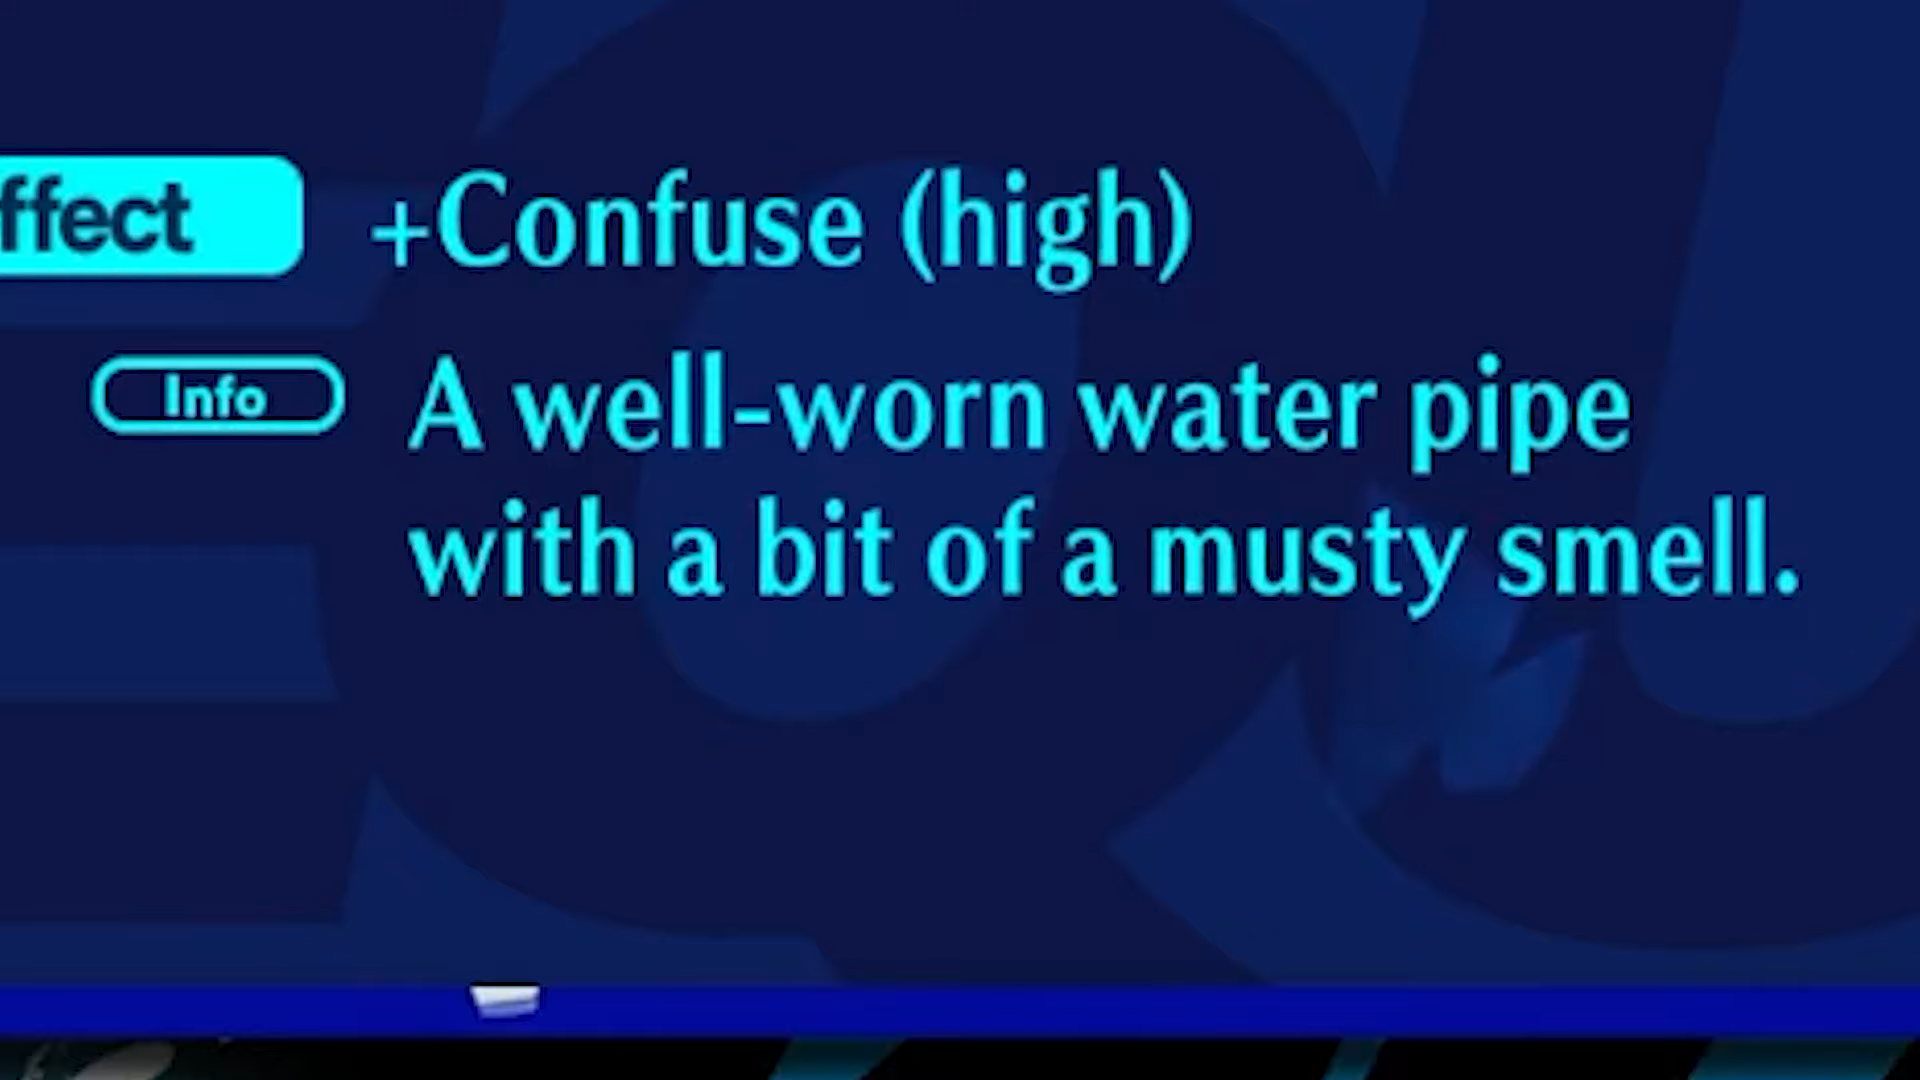 ffect +Confuse (high)
Info A well-worn water pipe
with a bit of a musty smell.